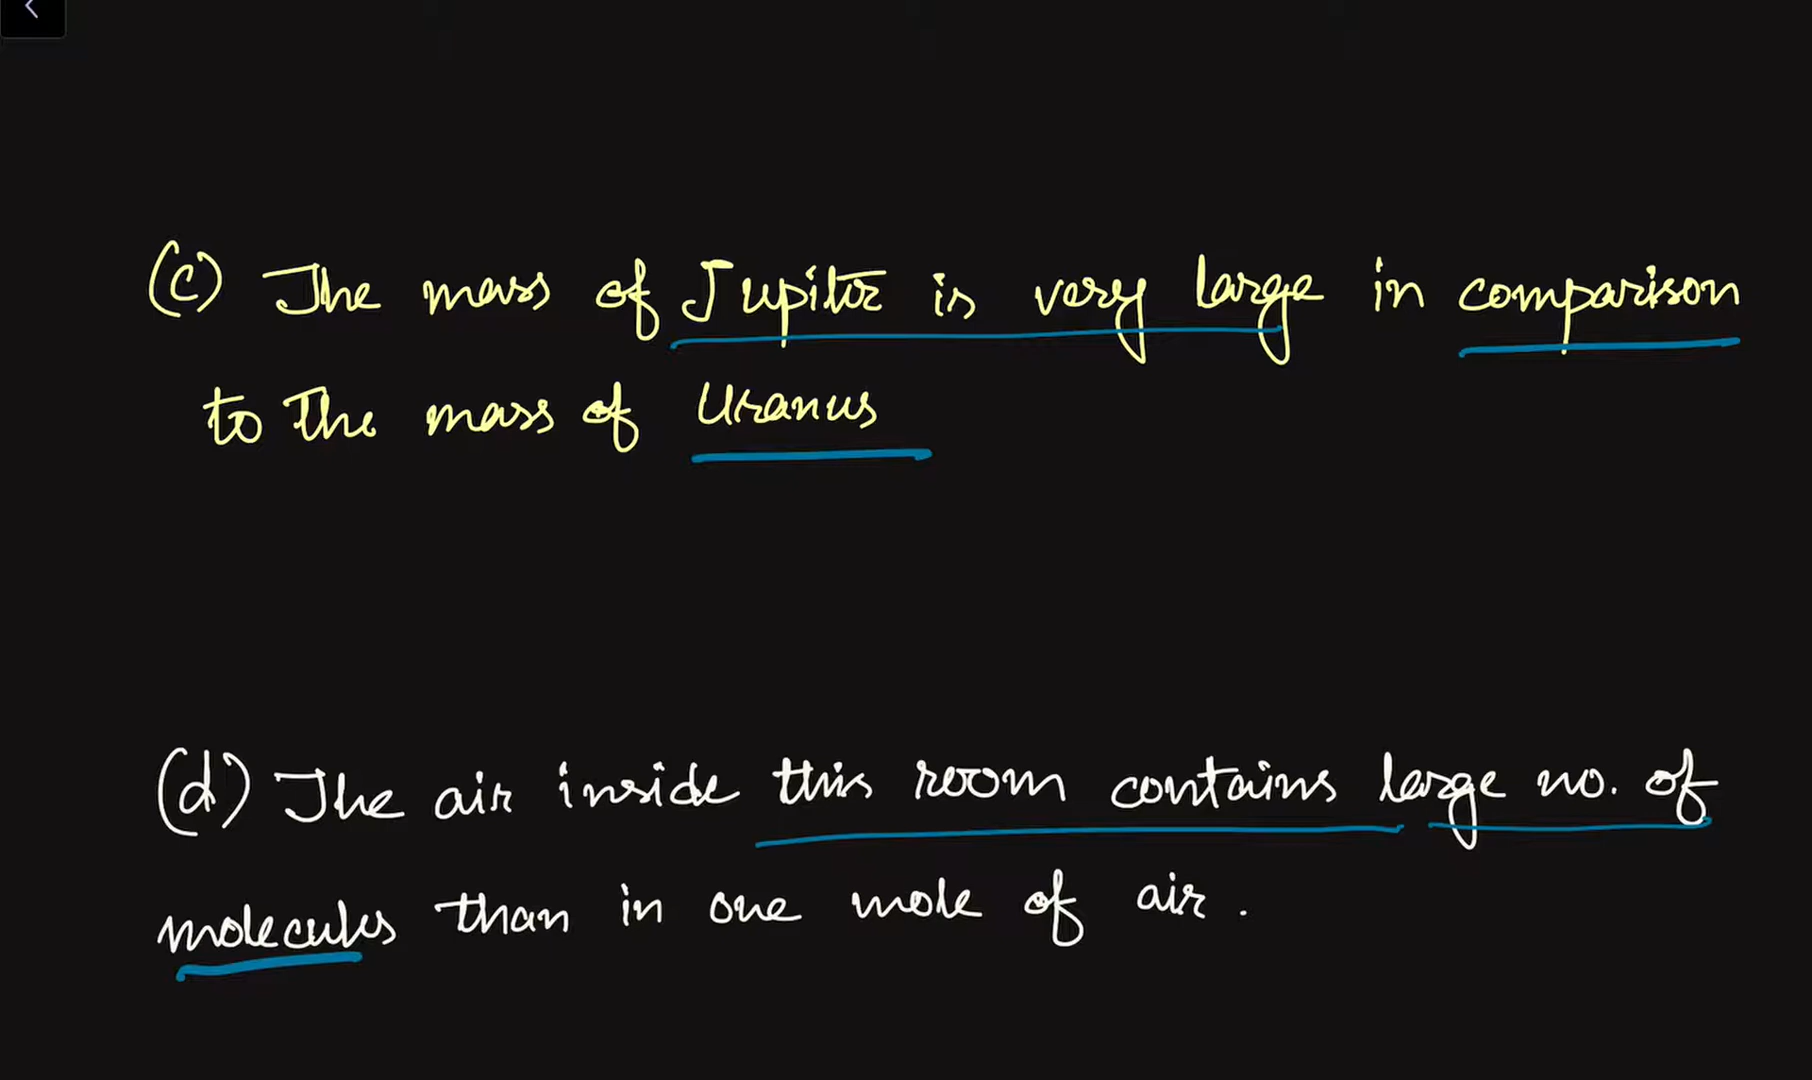 (c) The mass of Jupiter is very large in comparison
to the mass of Uranus
(d) The air inside this room contains large no. of
molecules than in one mole of air.